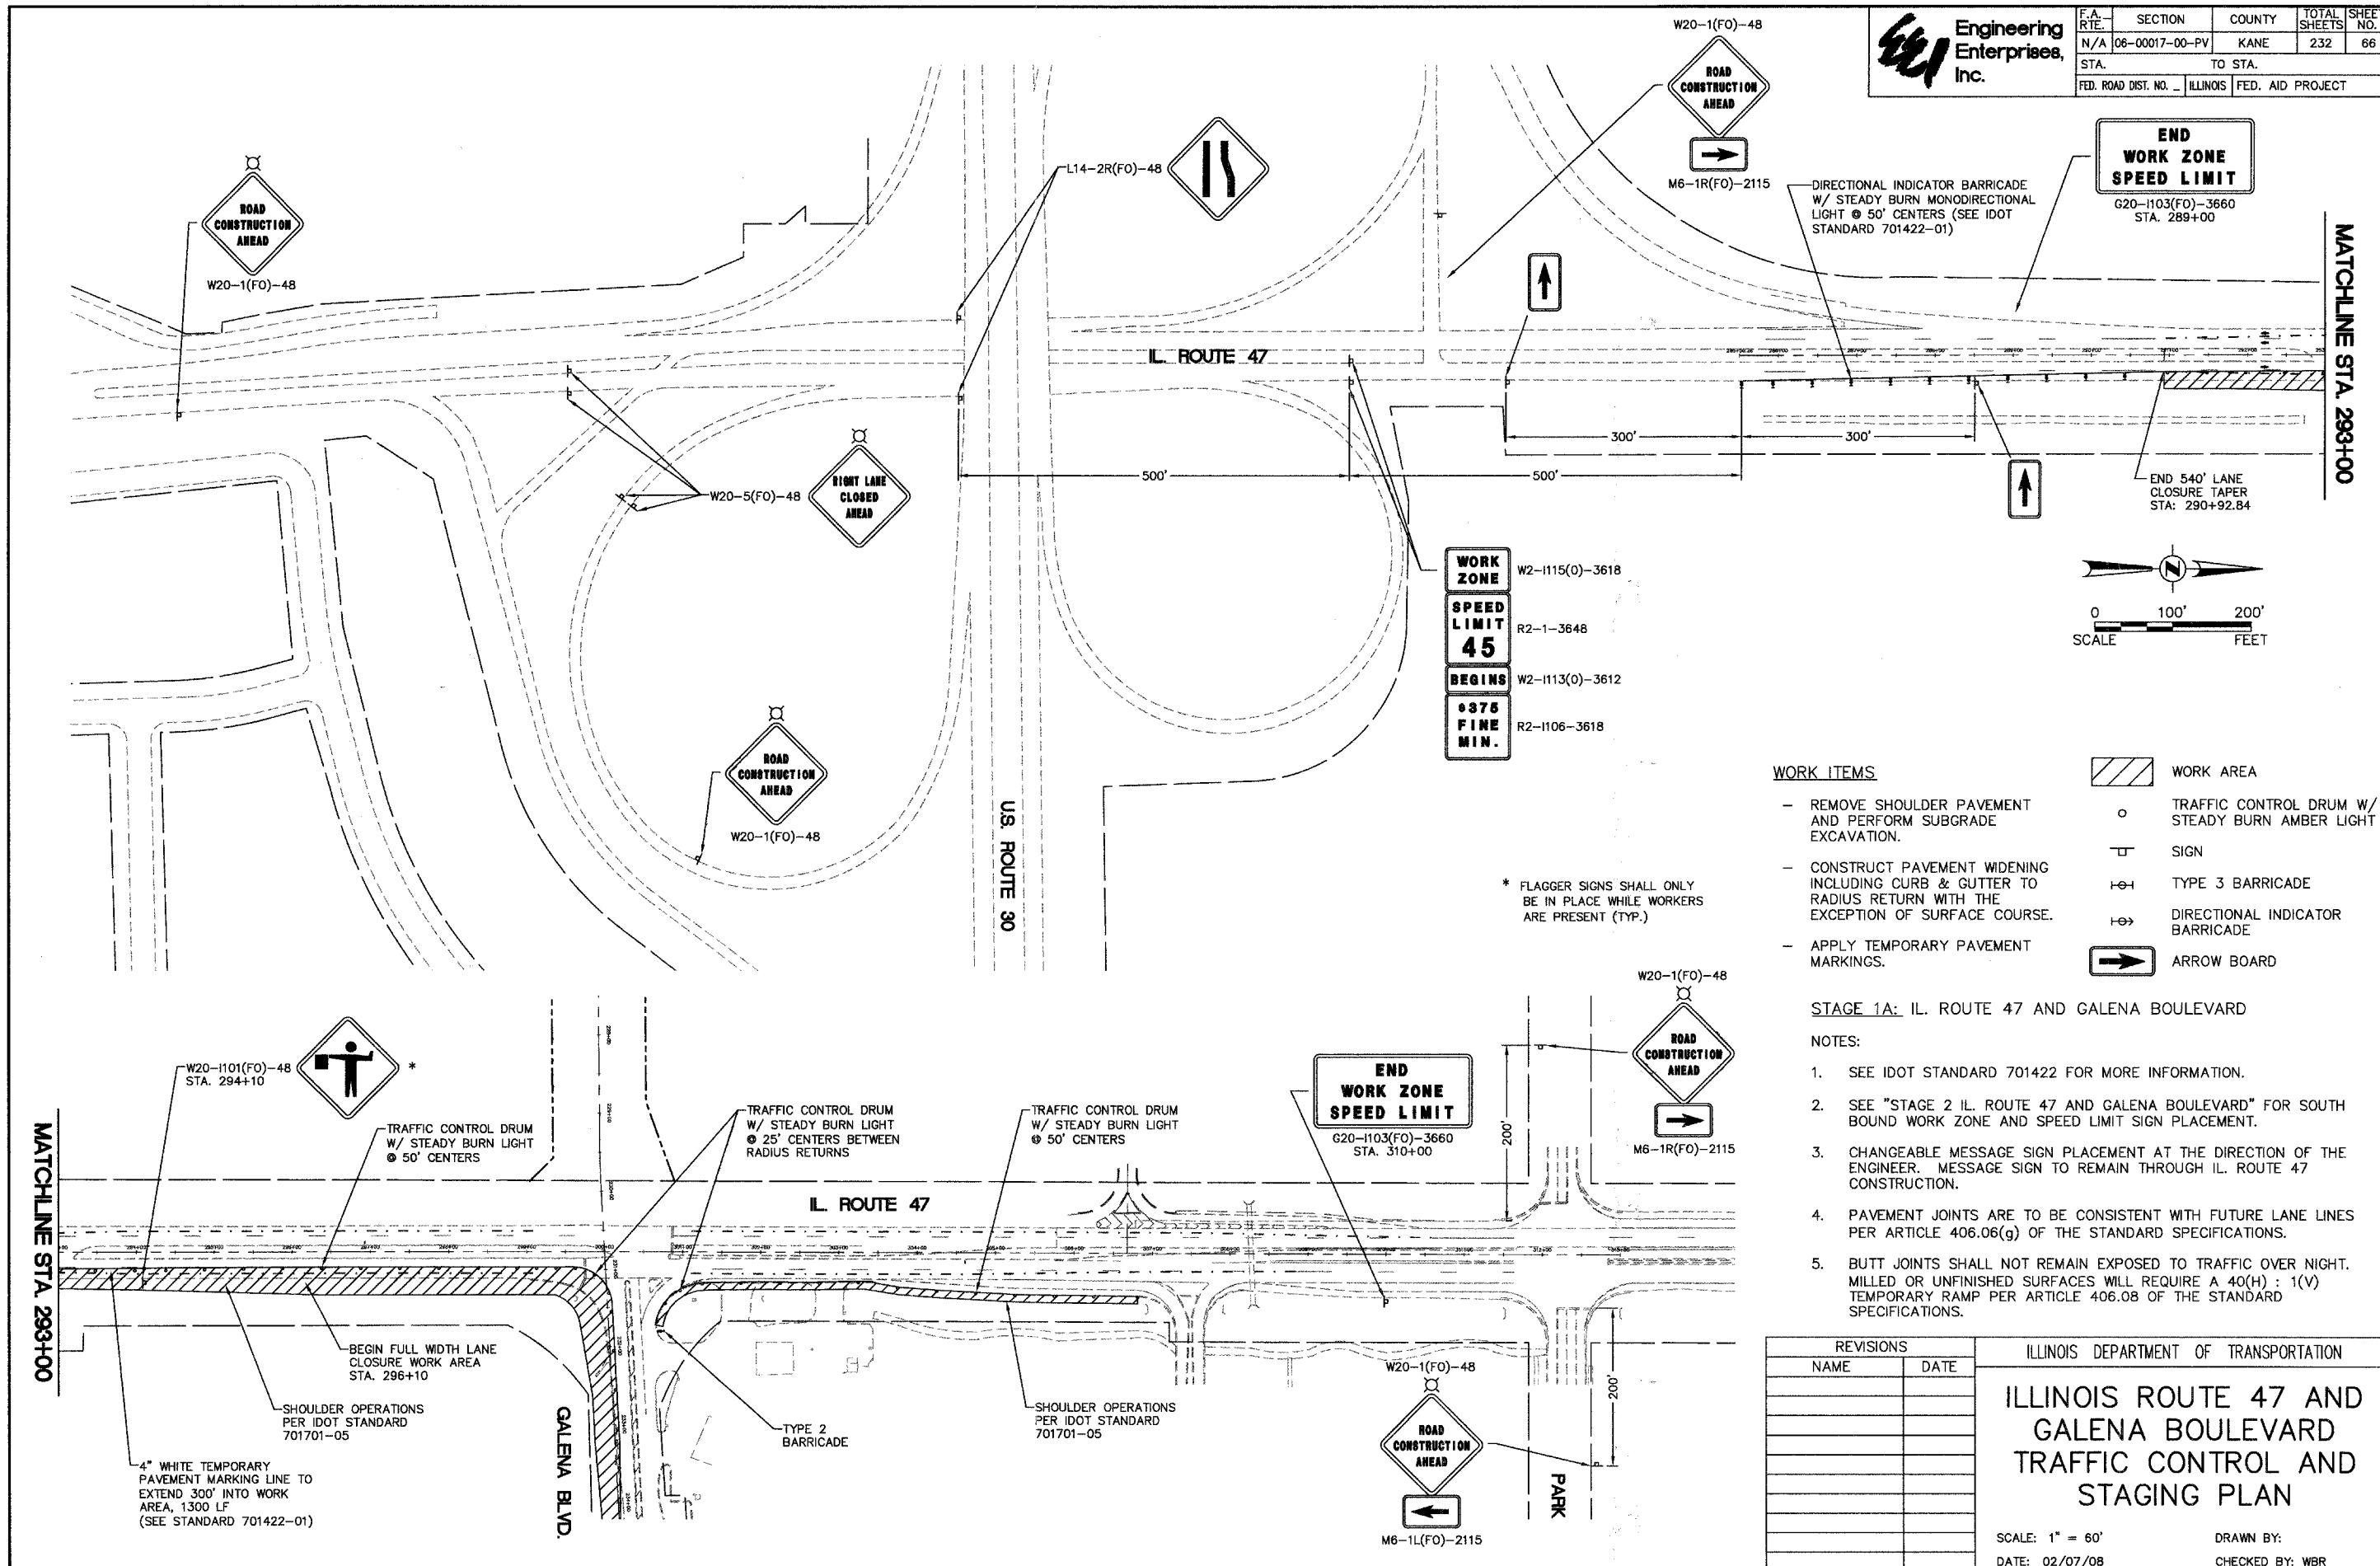 Engineering
Enterprises,
Inc.
F.A. RTE. SECTION COUNTY TOTAL SHEETS SHEET NO.
N/A 06-00017-00-PV KANE 232 66
STA. TO STA.
FED. ROAD DIST. NO. _ ILLINOIS FED. AID PROJECT
W20-1(FO)-48
ROAD
CONSTRUCTION
AHEAD
M6-1R(FO)-2115
END
WORK ZONE
SPEED LIMIT
G20-I103(FO)-3660
STA. 289+00
DIRECTIONAL INDICATOR BARRICADE
W/ STEADY BURN MONODIRECTIONAL
LIGHT @ 50' CENTERS (SEE IDOT
STANDARD 701422-01)
L14-2R(FO)-48
ROAD
CONSTRUCTION
AHEAD
W20-1(FO)-48
MATCHLINE STA. 293+00
IL. ROUTE 47
300'
300'
500'
500'
END 540' LANE
CLOSURE TAPER
STA: 290+92.84
W20-5(FO)-48
RIGHT LANE
CLOSED
AHEAD
WORK
ZONE
W2-I115(O)-3618
SPEED
LIMIT
45
R2-1-3648
BEGINS
W2-I113(O)-3612
$375
FINE
MIN.
R2-I106-3618
N
0 100' 200'
SCALE FEET
ROAD
CONSTRUCTION
AHEAD
W20-1(FO)-48
U.S. ROUTE 30
* FLAGGER SIGNS SHALL ONLY
BE IN PLACE WHILE WORKERS
ARE PRESENT (TYP.)
WORK ITEMS
- REMOVE SHOULDER PAVEMENT
AND PERFORM SUBGRADE
EXCAVATION.
- CONSTRUCT PAVEMENT WIDENING
INCLUDING CURB & GUTTER TO
RADIUS RETURN WITH THE
EXCEPTION OF SURFACE COURSE.
- APPLY TEMPORARY PAVEMENT
MARKINGS.
WORK AREA
TRAFFIC CONTROL DRUM W/
STEADY BURN AMBER LIGHT
SIGN
TYPE 3 BARRICADE
DIRECTIONAL INDICATOR
BARRICADE
ARROW BOARD
STAGE 1A: IL. ROUTE 47 AND GALENA BOULEVARD
NOTES:
1. SEE IDOT STANDARD 701422 FOR MORE INFORMATION.
2. SEE "STAGE 2 IL. ROUTE 47 AND GALENA BOULEVARD" FOR SOUTH
BOUND WORK ZONE AND SPEED LIMIT SIGN PLACEMENT.
3. CHANGEABLE MESSAGE SIGN PLACEMENT AT THE DIRECTION OF THE
ENGINEER. MESSAGE SIGN TO REMAIN THROUGH IL. ROUTE 47
CONSTRUCTION.
4. PAVEMENT JOINTS ARE TO BE CONSISTENT WITH FUTURE LANE LINES
PER ARTICLE 406.06(g) OF THE STANDARD SPECIFICATIONS.
5. BUTT JOINTS SHALL NOT REMAIN EXPOSED TO TRAFFIC OVER NIGHT.
MILLED OR UNFINISHED SURFACES WILL REQUIRE A 40(H) : 1(V)
TEMPORARY RAMP PER ARTICLE 406.08 OF THE STANDARD
SPECIFICATIONS.
MATCHLINE STA. 293+00
W20-I101(FO)-48
STA. 294+10
*
TRAFFIC CONTROL DRUM
W/ STEADY BURN LIGHT
@ 50' CENTERS
TRAFFIC CONTROL DRUM
W/ STEADY BURN LIGHT
@ 25' CENTERS BETWEEN
RADIUS RETURNS
TRAFFIC CONTROL DRUM
W/ STEADY BURN LIGHT
@ 50' CENTERS
END
WORK ZONE
SPEED LIMIT
G20-I103(FO)-3660
STA. 310+00
W20-1(FO)-48
ROAD
CONSTRUCTION
AHEAD
M6-1R(FO)-2115
200'
IL. ROUTE 47
BEGIN FULL WIDTH LANE
CLOSURE WORK AREA
STA. 296+10
SHOULDER OPERATIONS
PER IDOT STANDARD
701701-05
4" WHITE TEMPORARY
PAVEMENT MARKING LINE TO
EXTEND 300' INTO WORK
AREA, 1300 LF
(SEE STANDARD 701422-01)
GALENA BLVD.
TYPE 2
BARRICADE
SHOULDER OPERATIONS
PER IDOT STANDARD
701701-05
W20-1(FO)-48
ROAD
CONSTRUCTION
AHEAD
M6-1L(FO)-2115
200'
PARK
REVISIONS
NAME DATE
ILLINOIS DEPARTMENT OF TRANSPORTATION
ILLINOIS ROUTE 47 AND
GALENA BOULEVARD
TRAFFIC CONTROL AND
STAGING PLAN
SCALE: 1" = 60' DRAWN BY:
DATE: 02/07/08 CHECKED BY: WBR